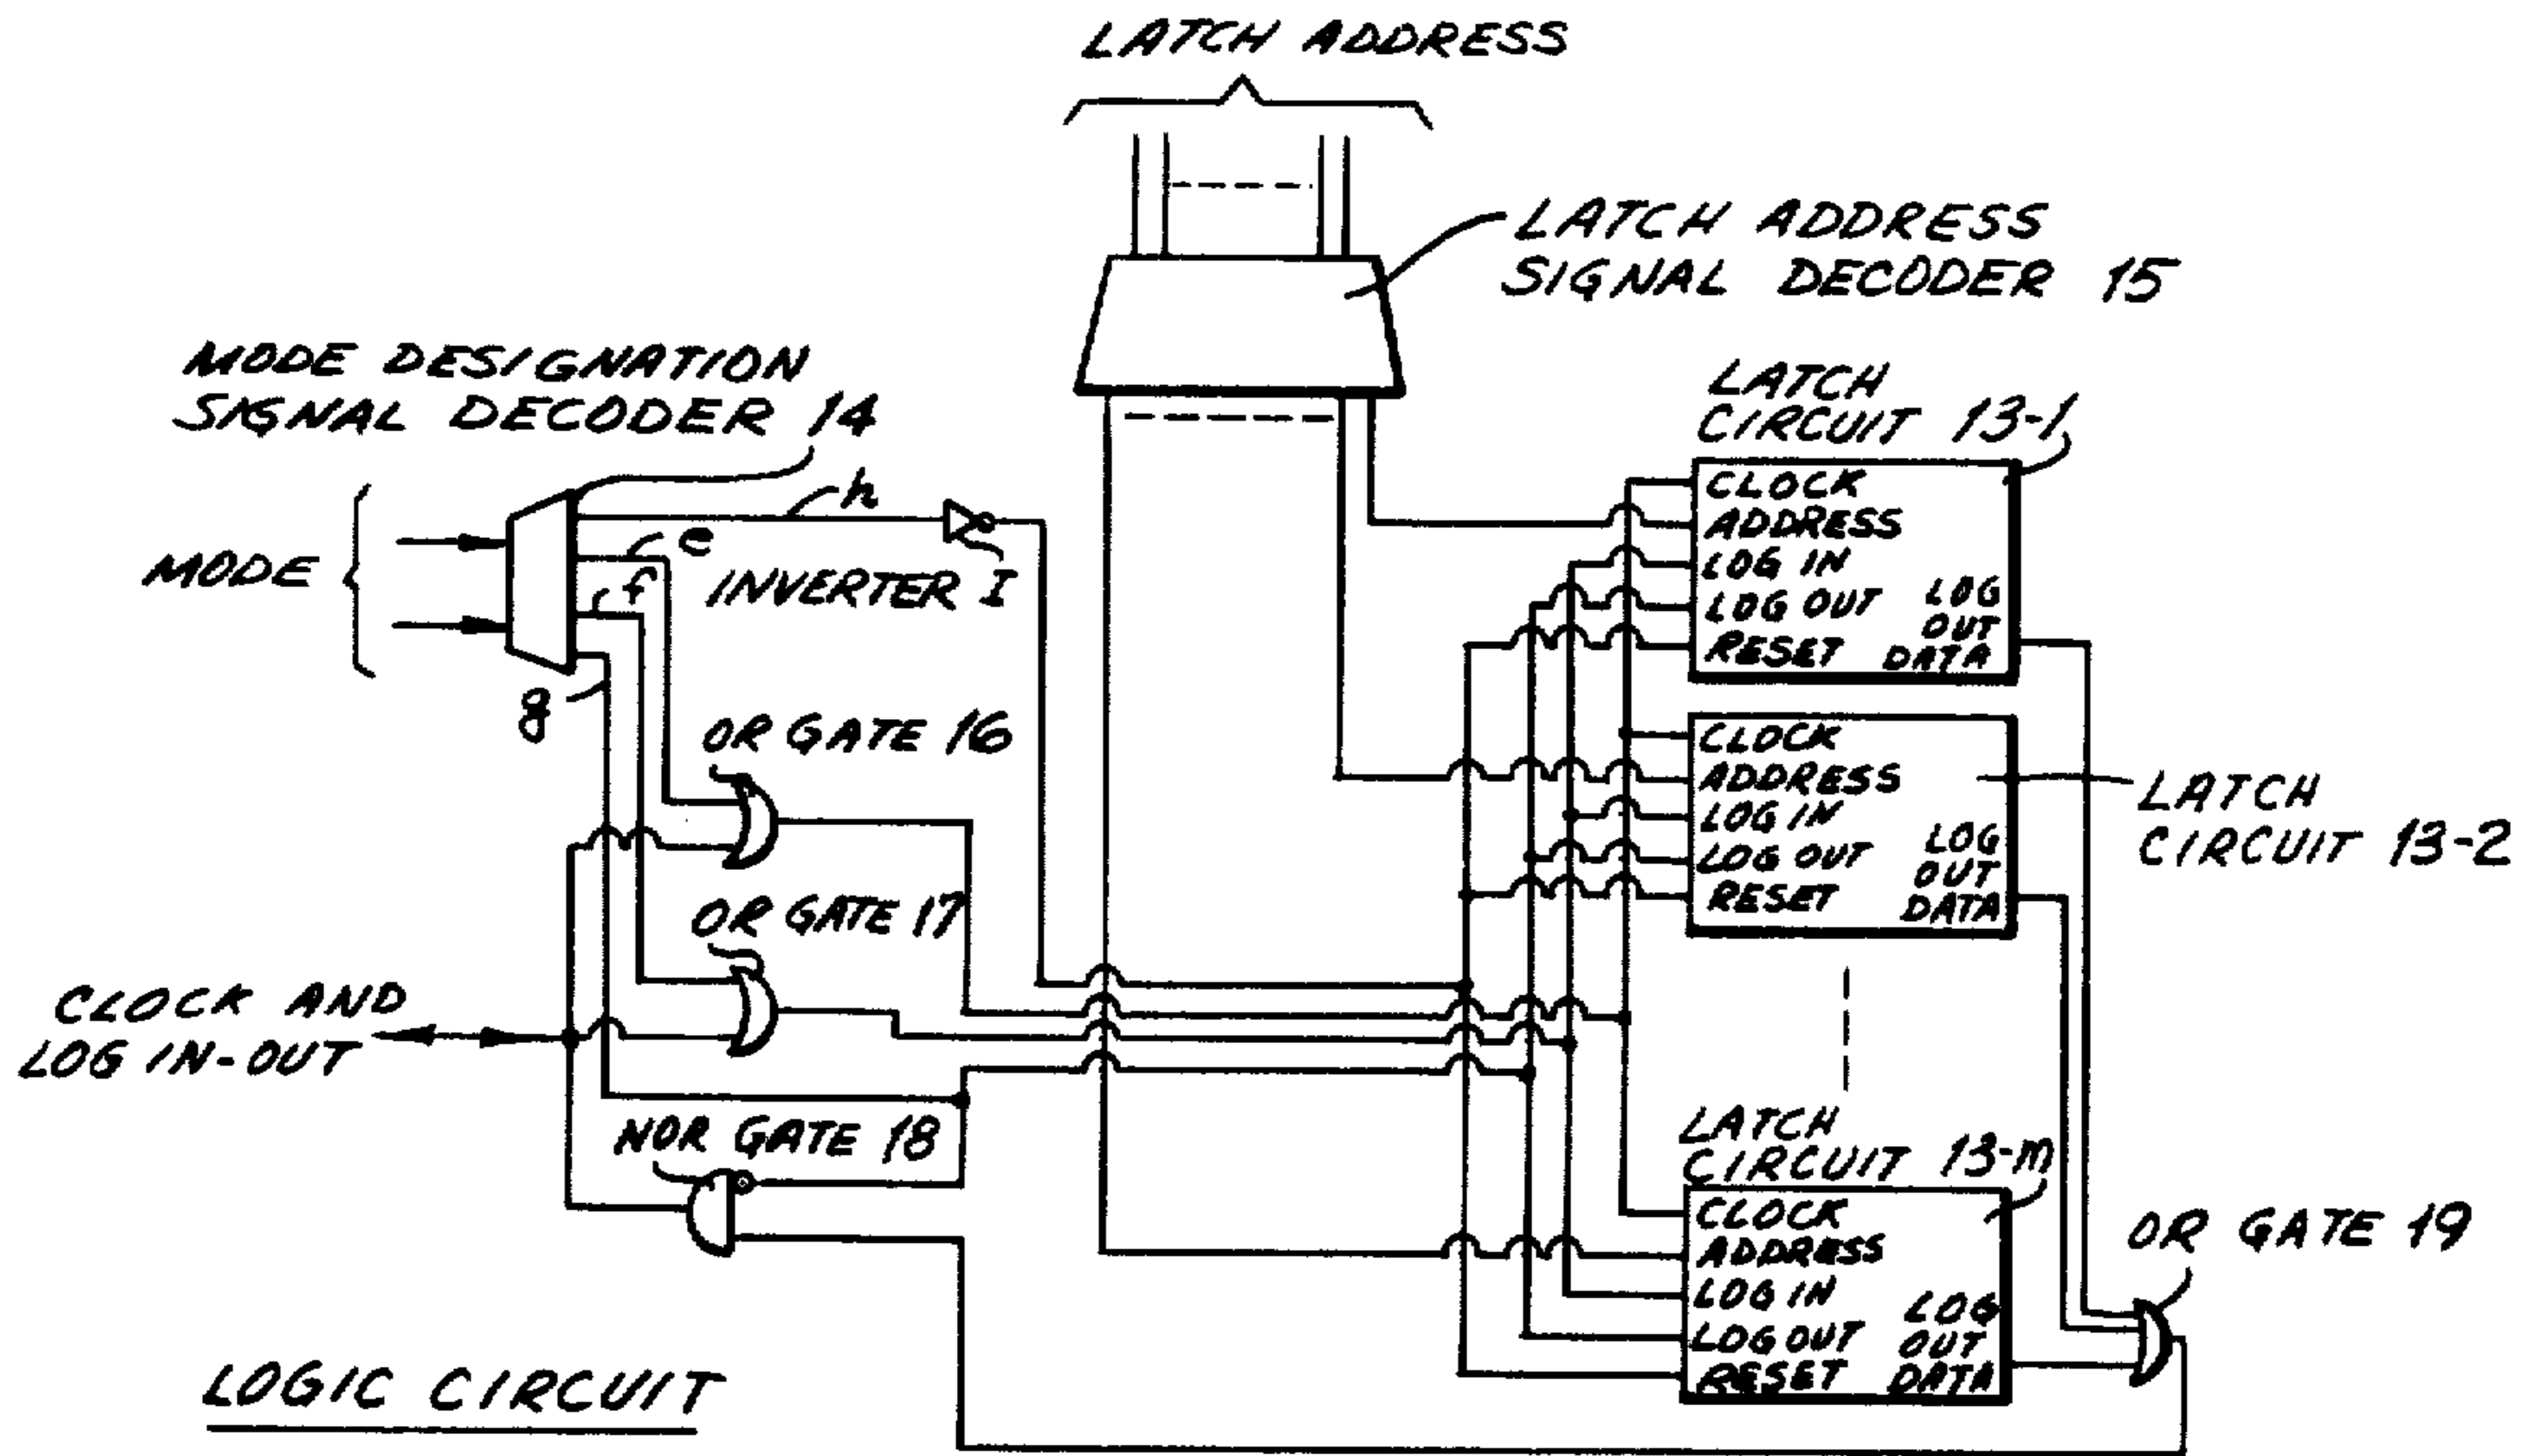 LATCH ADDRESS
LATCH ADDRESS
SIGNAL DECODER 15
MODE DESIGNATION
SIGNAL DECODER 14
MODE
h
e
f
g
INVERTER I
OR GATE 16
OR GATE 17
CLOCK AND
LOG IN-OUT
NOR GATE 18
LATCH
CIRCUIT 13-1
CLOCK
ADDRESS
LOG IN
LOG OUT
RESET
LOG
OUT
DATA
CLOCK
ADDRESS
LOG IN
LOG OUT
RESET
LOG
OUT
DATA
LATCH
CIRCUIT 13-2
LATCH
CIRCUIT 13-m
CLOCK
ADDRESS
LOG IN
LOG OUT
RESET
LOG
OUT
DATA
OR GATE 19
LOGIC CIRCUIT